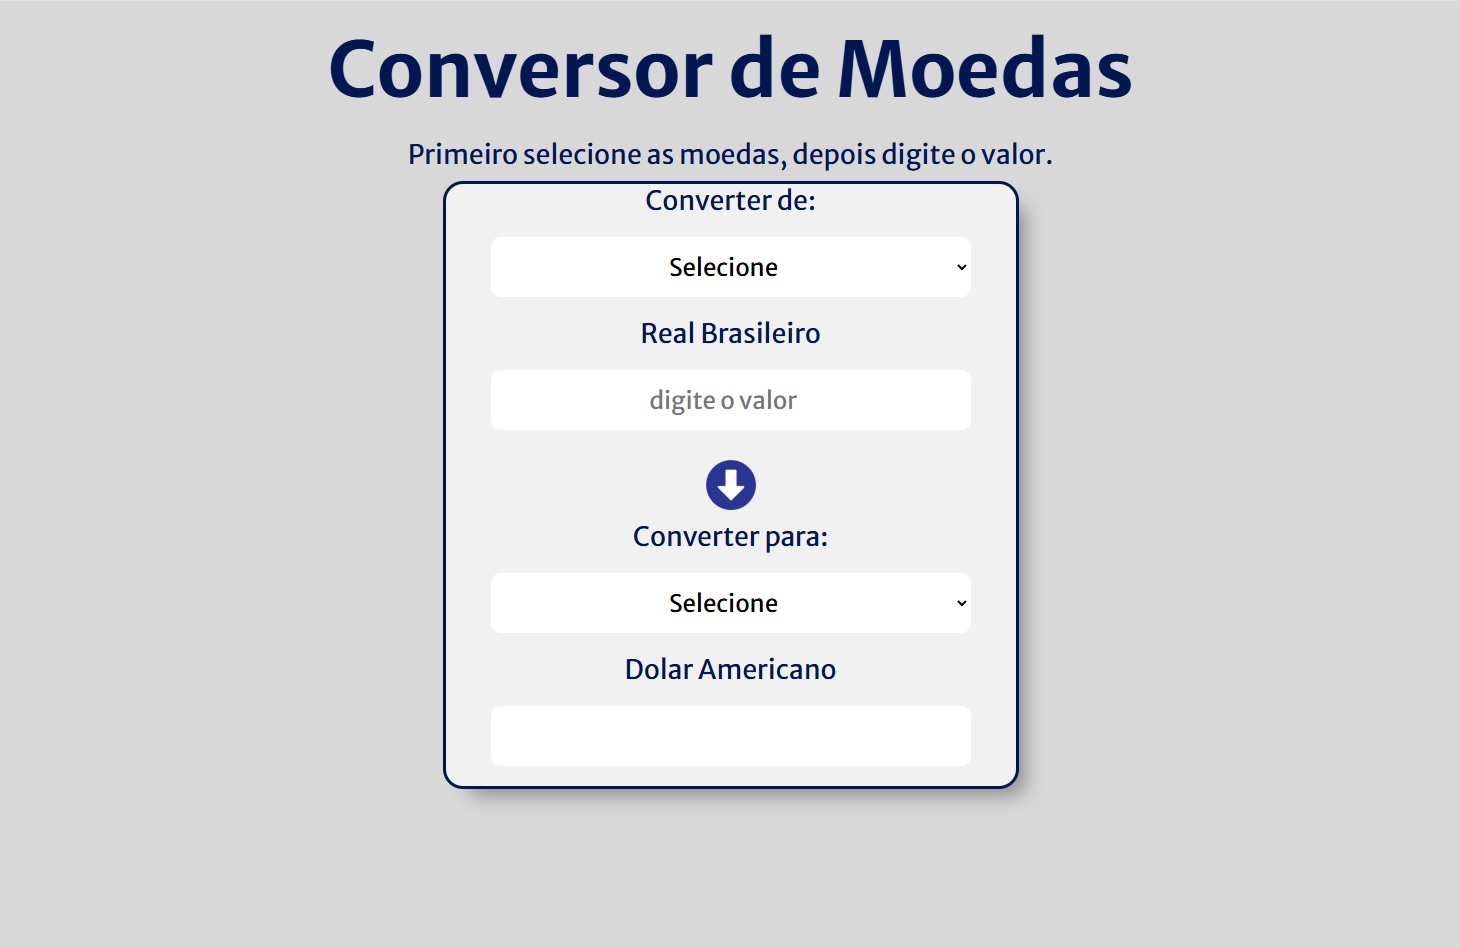 Conversor de Moedas
Primeiro selecione as moedas, depois digite o valor.
Converter de:
Selecione
Real Brasileiro
digite o valor
Converter para:
Selecione
Dolar Americano